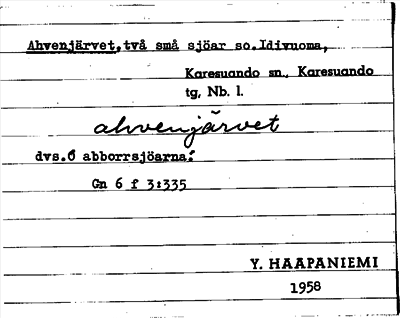 Ahvenjärvet, två små sjöar so. Idivuoma,
Karesuando sn., Karesuando
tg, Nb. l.
ahvenjärvet
dvs. Ö abborrsjöarna:
Gn 6 f 3:335
Y. HAAPANIEMI
1958